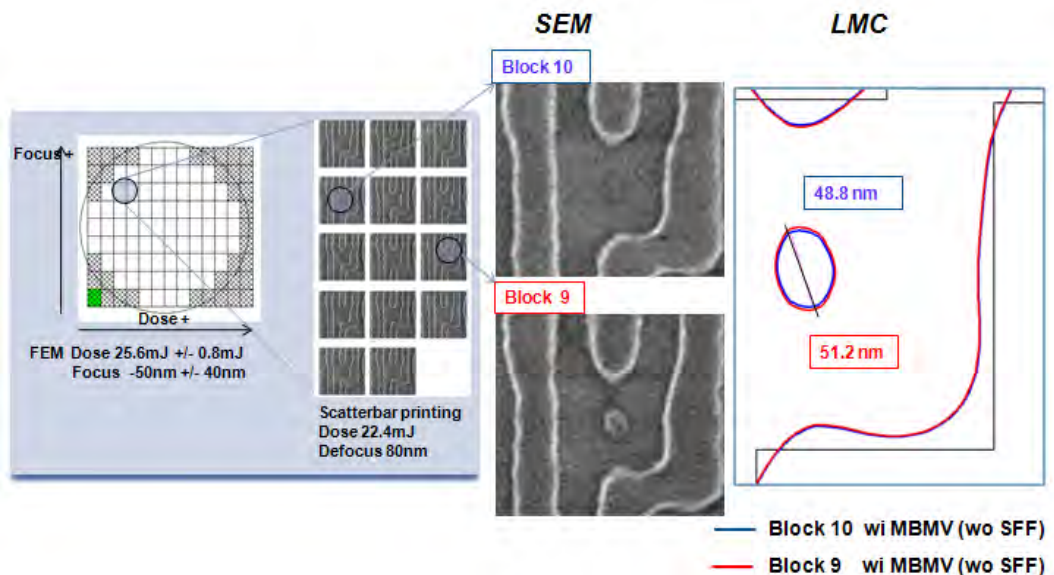 SEM
LMC
Block 10
Focus +
48.8 nm
Block 9
Dose +
51.2 nm
FEM Dose 25.6mJ +/- 0.8mJ
Focus -50nm +/- 40nm
Scatterbar printing
Dose 22.4mJ
Defocus 80nm
Block 10 wi MBMV (wo SFF)
Block 9 wi MBMV (wo SFF)